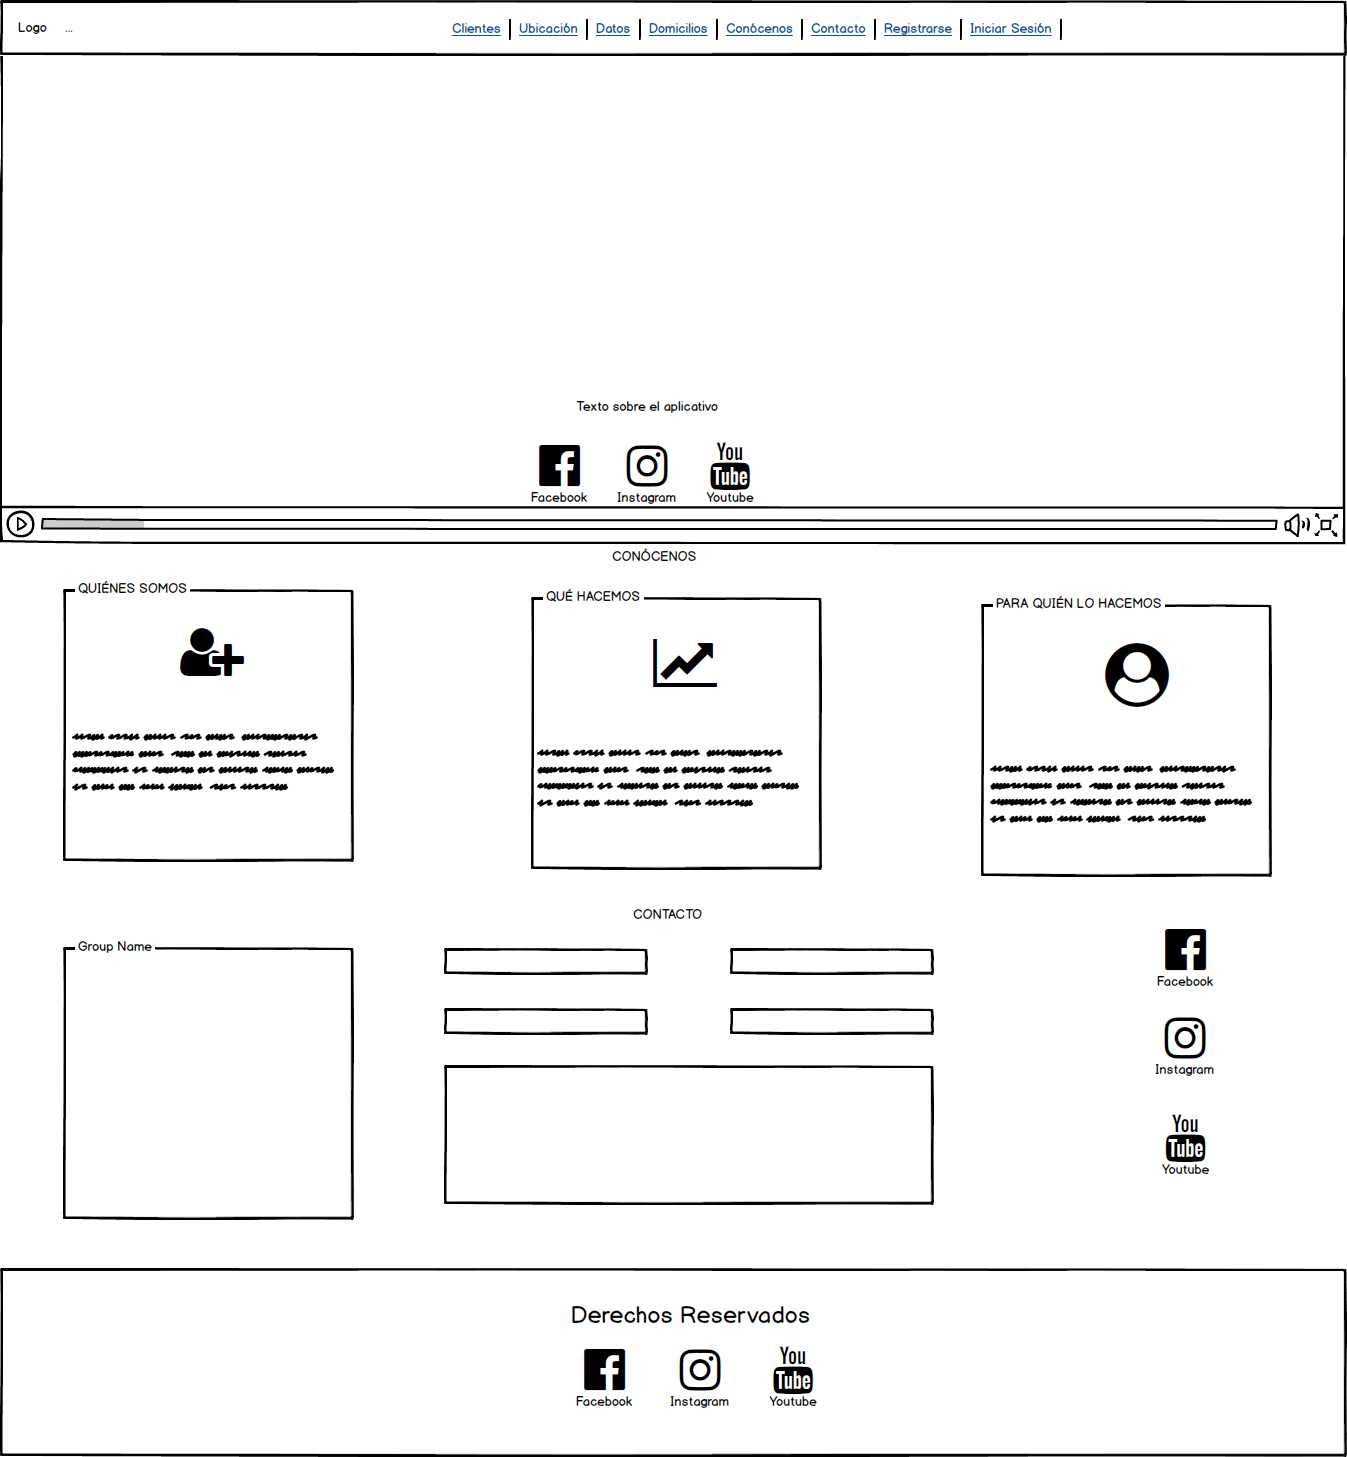 Logo ...
Clientes Ubicación Datos Domicilios Conócenos Contacto Registrarse Iniciar Sesión
Texto sobre el aplicativo
You Tube
Facebook Instagram Youtube
CONÓCENOS
QUIÉNES SOMOS
QUÉ HACEMOS
PARA QUIÉN LO HACEMOS
CONTACTO
Group Name
Facebook
Instagram
You Tube
Youtube
Derechos Reservados
You Tube
Facebook Instagram Youtube